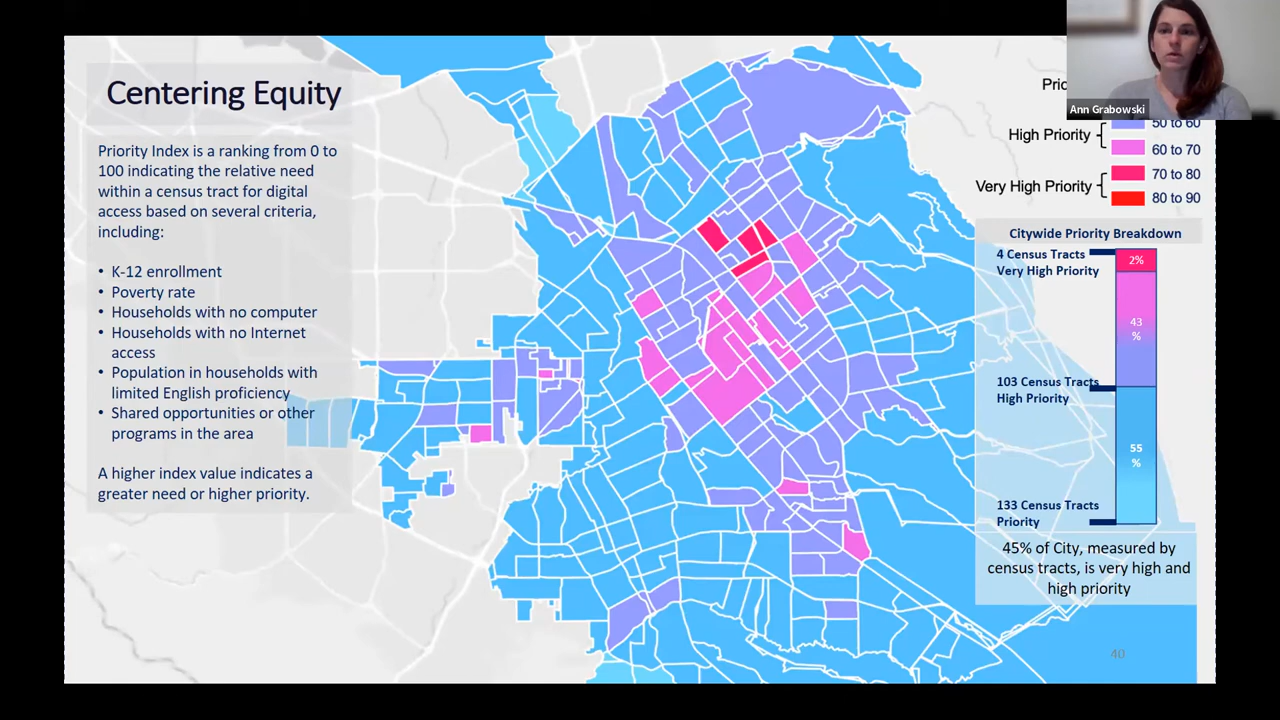 Centering Equity
Priority Index is a ranking from 0 to
100 indicating the relative need
within a census tract for digital
access based on several criteria,
including:
• K-12 enrollment
• Poverty rate
• Households with no computer
• Households with no Internet
access
• Population in households with
limited English proficiency
• Shared opportunities or other
programs in the area
A higher index value indicates a
greater need or higher priority.
Ann Grabowski
High Priority
50 to 60
60 to 70
Very High Priority
70 to 80
80 to 90
Citywide Priority Breakdown
4 Census Tracts
Very High Priority
2%
43
%
103 Census Tracts
High Priority
55
%
133 Census Tracts
Priority
45% of City, measured by
census tracts, is very high and
high priority
40